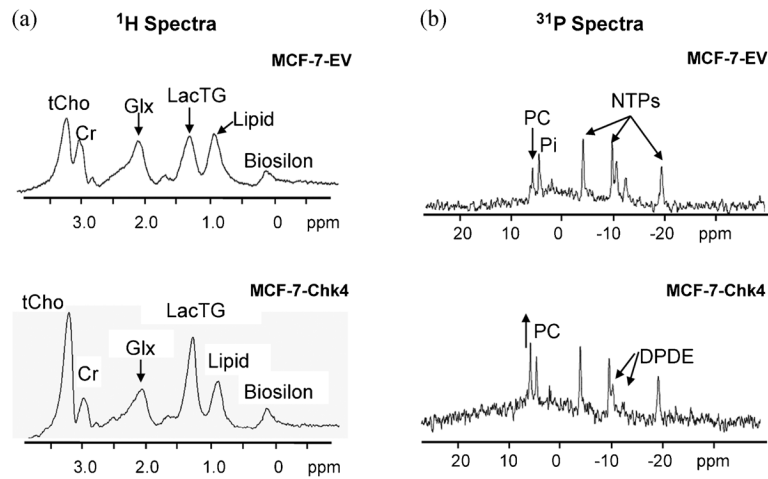 (a)
¹H Spectra
MCF-7-EV
tCho
Cr
Glx
LacTG
Lipid
Biosilon
3.0 2.0 1.0 0 ppm
MCF-7-Chk4
tCho
Cr
Glx
LacTG
Lipid
Biosilon
3.0 2.0 1.0 0 ppm
(b)
³¹P Spectra
MCF-7-EV
PC
Pi
NTPs
20 10 0 -10 -20 ppm
MCF-7-Chk4
PC
DPDE
20 10 0 -10 -20 ppm